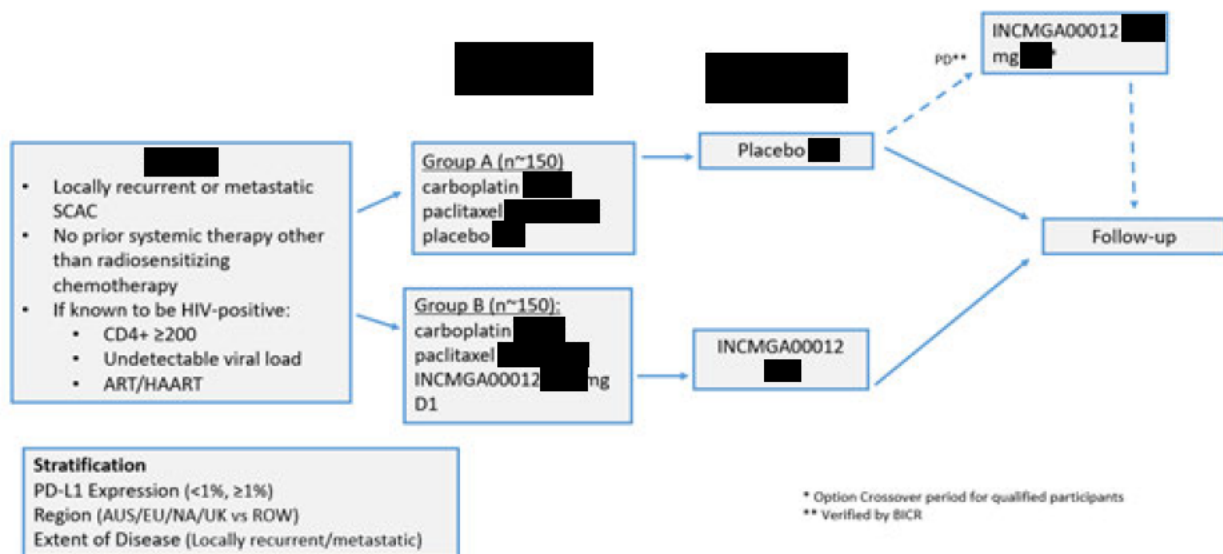 INCMGA00012
mg *
PD**
Placebo
• Locally recurrent or metastatic
SCAC
• No prior systemic therapy other
than radiosensitizing
chemotherapy
• If known to be HIV-positive:
• CD4+ ≥200
• Undetectable viral load
• ART/HAART
Group A (n~150)
carboplatin
paclitaxel
placebo
Group B (n~150):
carboplatin
paclitaxel
INCMGA00012 mg
D1
INCMGA00012
Follow-up
Stratification
PD-L1 Expression (<1%, ≥1%)
Region (AUS/EU/NA/UK vs ROW)
Extent of Disease (Locally recurrent/metastatic)
* Option Crossover period for qualified participants
** Verified by BICR